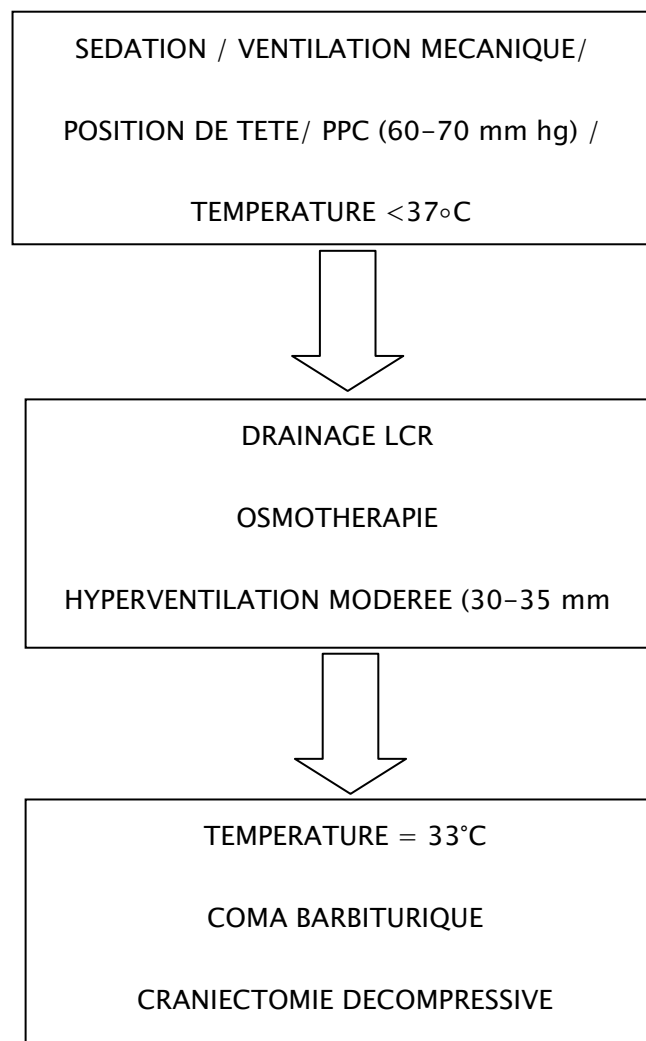 SEDATION / VENTILATION MECANIQUE/
POSITION DE TETE/ PPC (60–70 mm hg) /
TEMPERATURE <37∘C
DRAINAGE LCR
OSMOTHERAPIE
HYPERVENTILATION MODEREE (30–35 mm
TEMPERATURE = 33°C
COMA BARBITURIQUE
CRANIECTOMIE DECOMPRESSIVE